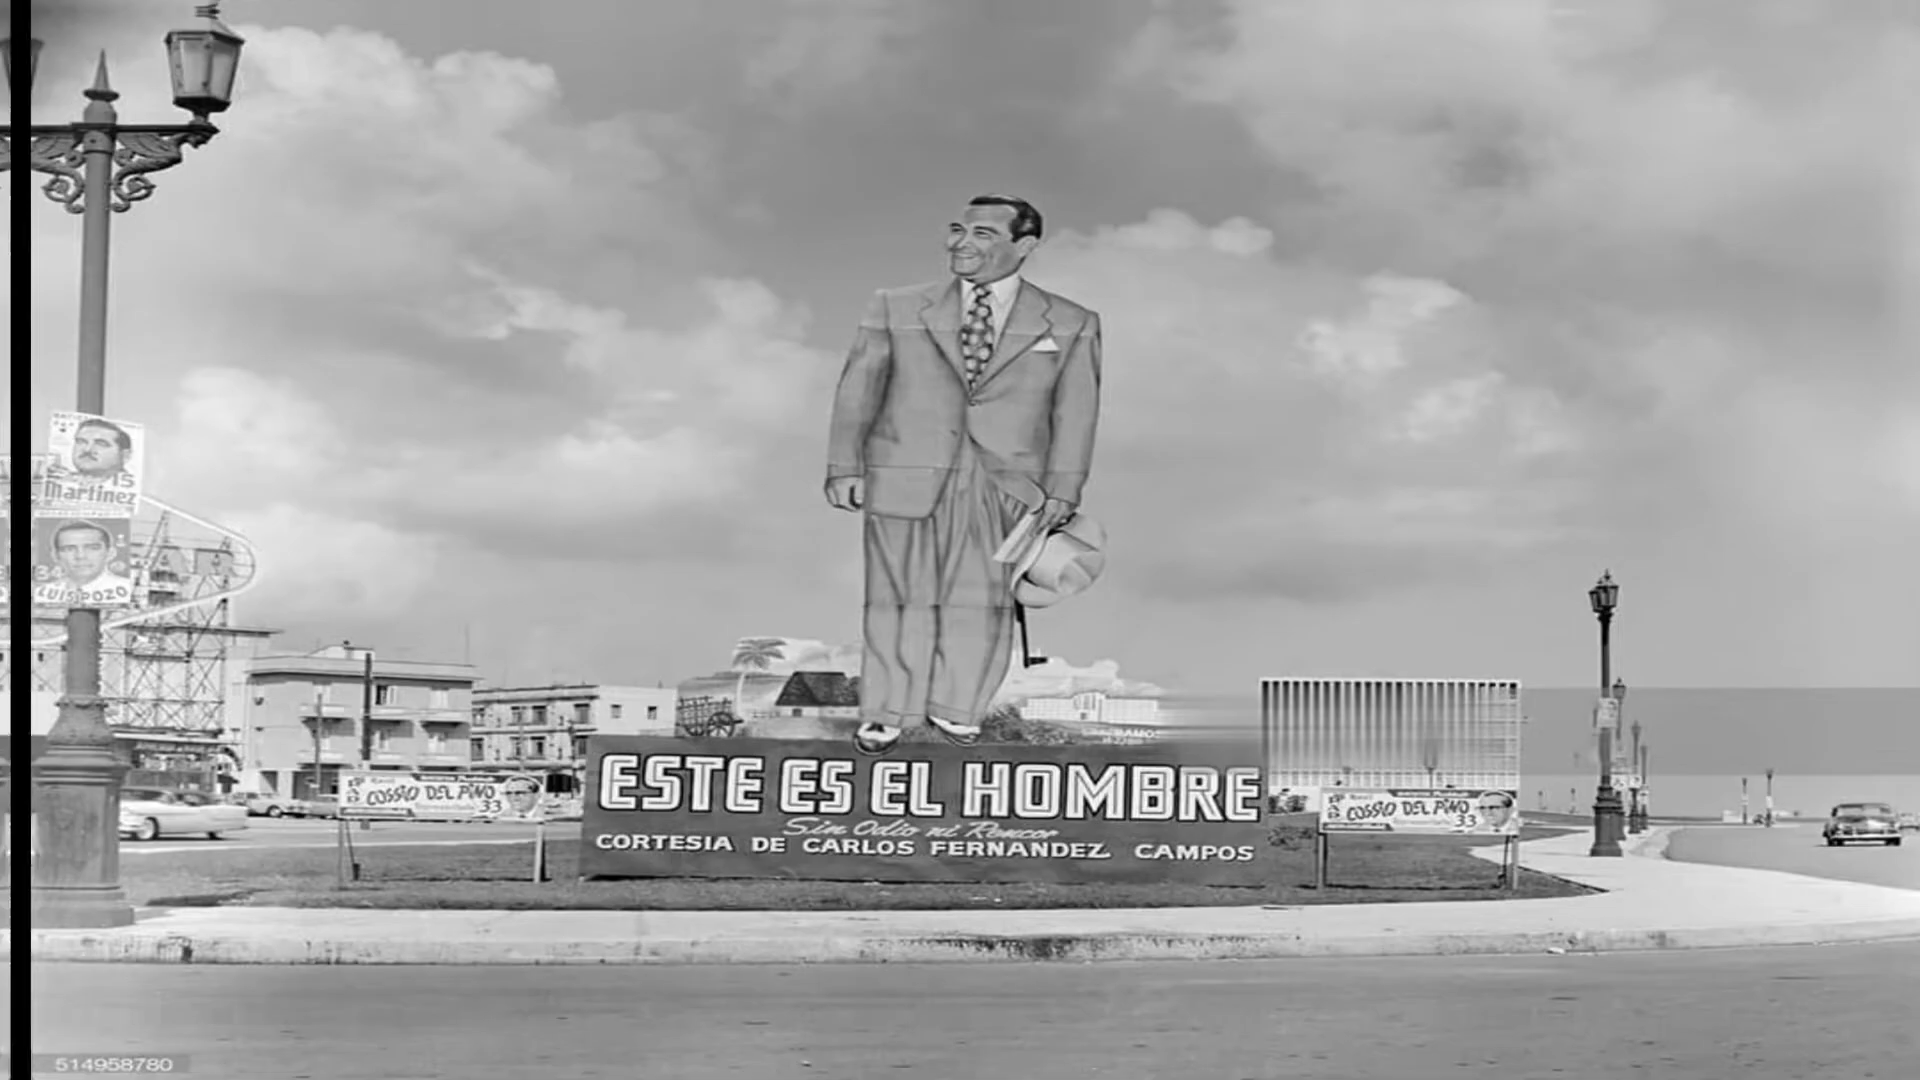 15
Martinez
LUIS POZO
COSSIO DEL PINO
33
ESTE ES EL HOMBRE
Sin Odio ni Rencor
CORTESIA DE CARLOS FERNANDEZ CAMPOS
COSSIO DEL PINO
33
514958780